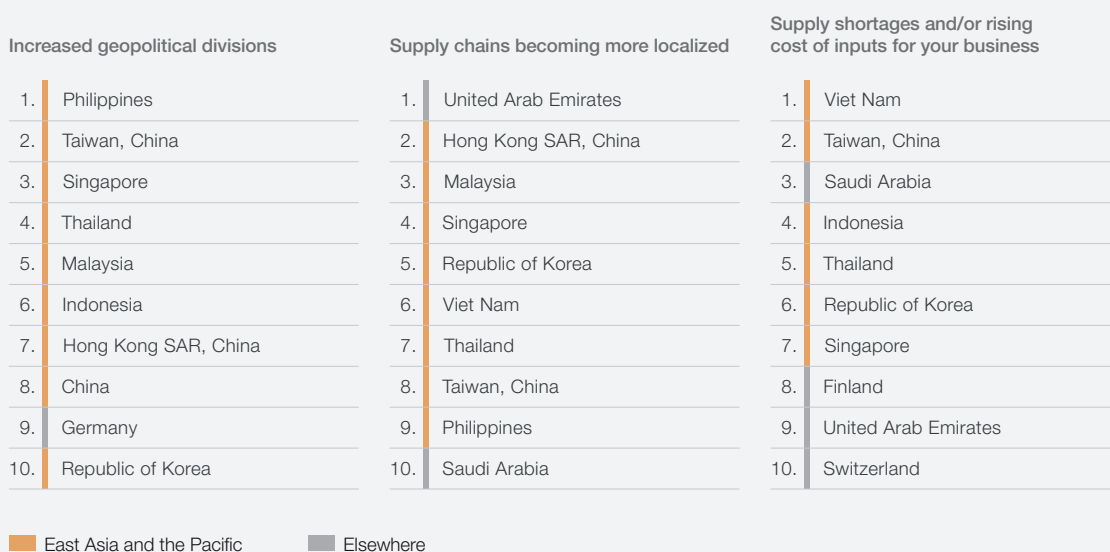 Increased geopolitical divisions
1. Philippines
2. Taiwan, China
3. Singapore
4. Thailand
5. Malaysia
6. Indonesia
7. Hong Kong SAR, China
8. China
9. Germany
10. Republic of Korea
Supply chains becoming more localized
1. United Arab Emirates
2. Hong Kong SAR, China
3. Malaysia
4. Singapore
5. Republic of Korea
6. Viet Nam
7. Thailand
8. Taiwan, China
9. Philippines
10. Saudi Arabia
Supply shortages and/or rising
cost of inputs for your business
1. Viet Nam
2. Taiwan, China
3. Saudi Arabia
4. Indonesia
5. Thailand
6. Republic of Korea
7. Singapore
8. Finland
9. United Arab Emirates
10. Switzerland
East Asia and the Pacific
Elsewhere